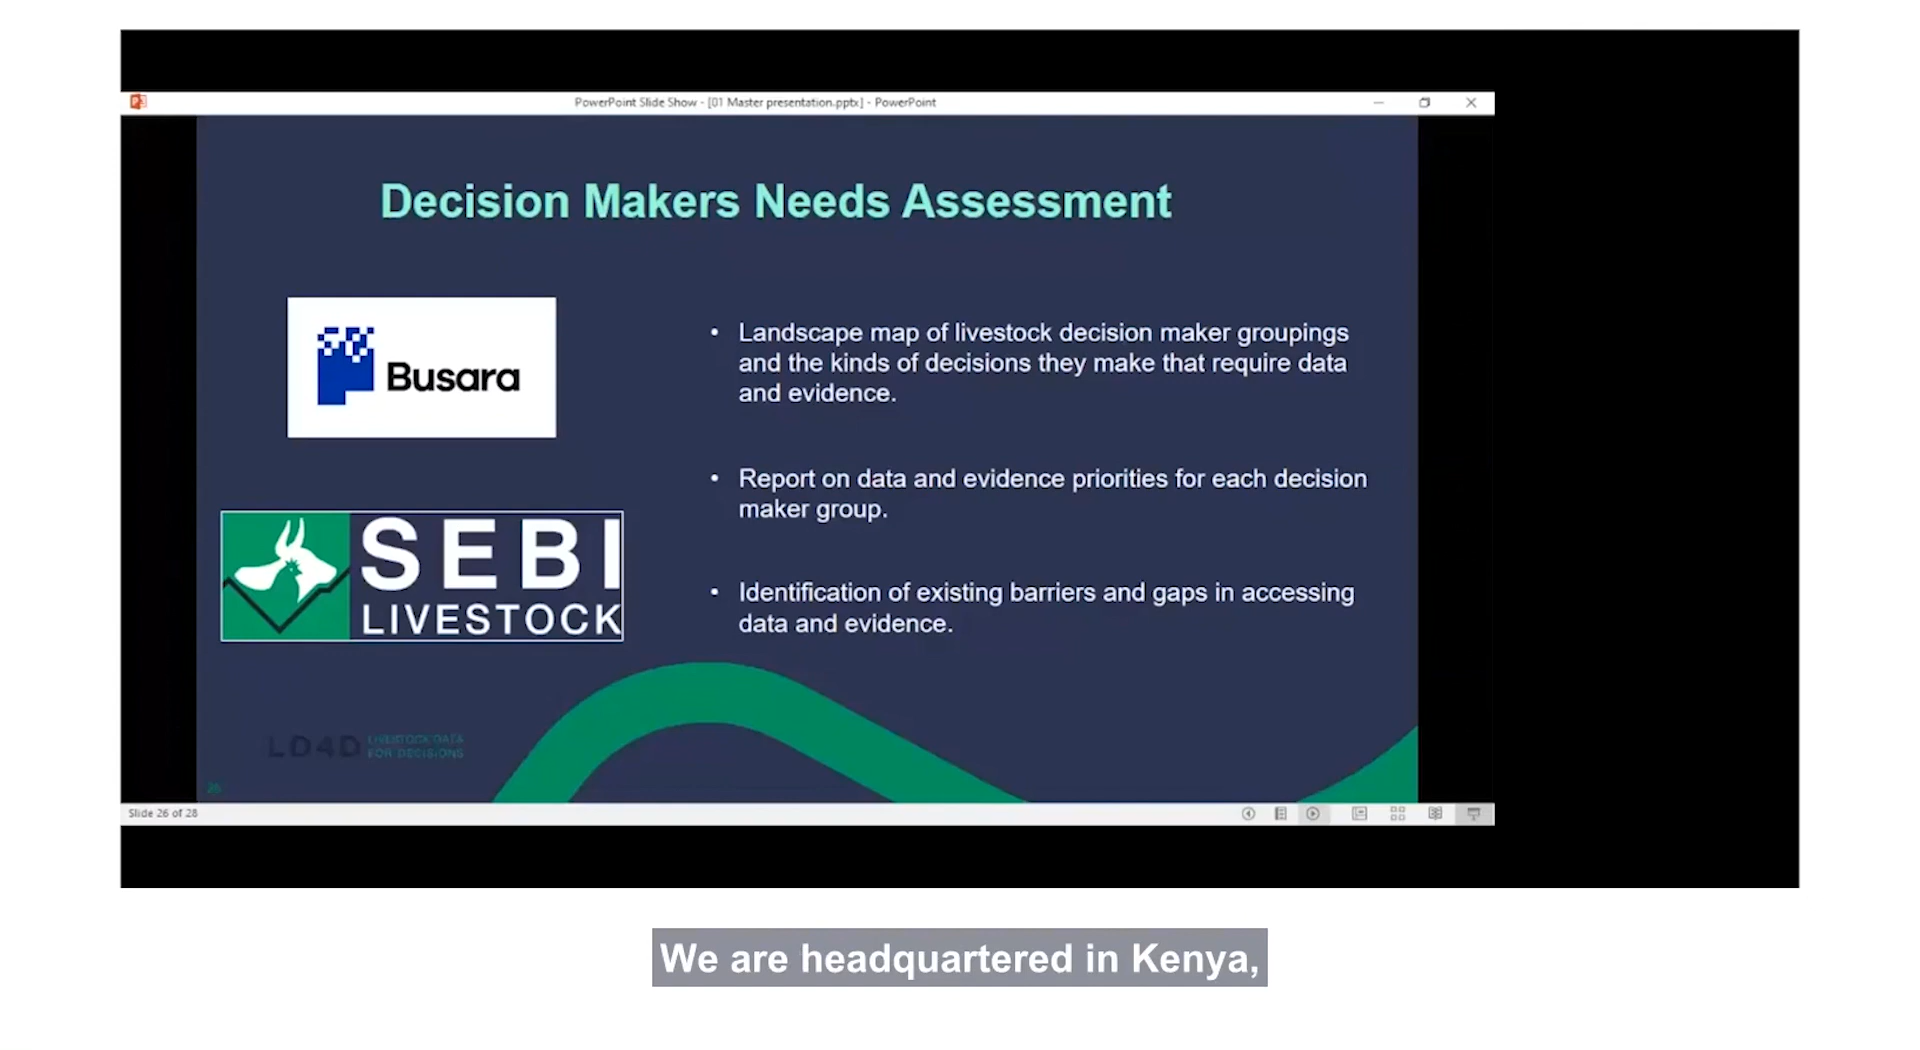 PowerPoint Slide Show - [01 Master presentation.pptx] - PowerPoint
Decision Makers Needs Assessment
Busara
SEBI
LIVESTOCK
• Landscape map of livestock decision maker groupings
and the kinds of decisions they make that require data
and evidence.
• Report on data and evidence priorities for each decision
maker group.
• Identification of existing barriers and gaps in accessing
data and evidence.
LD4D
LIVESTOCK DATA
FOR DECISIONS
26
Slide 26 of 28
We are headquartered in Kenya,